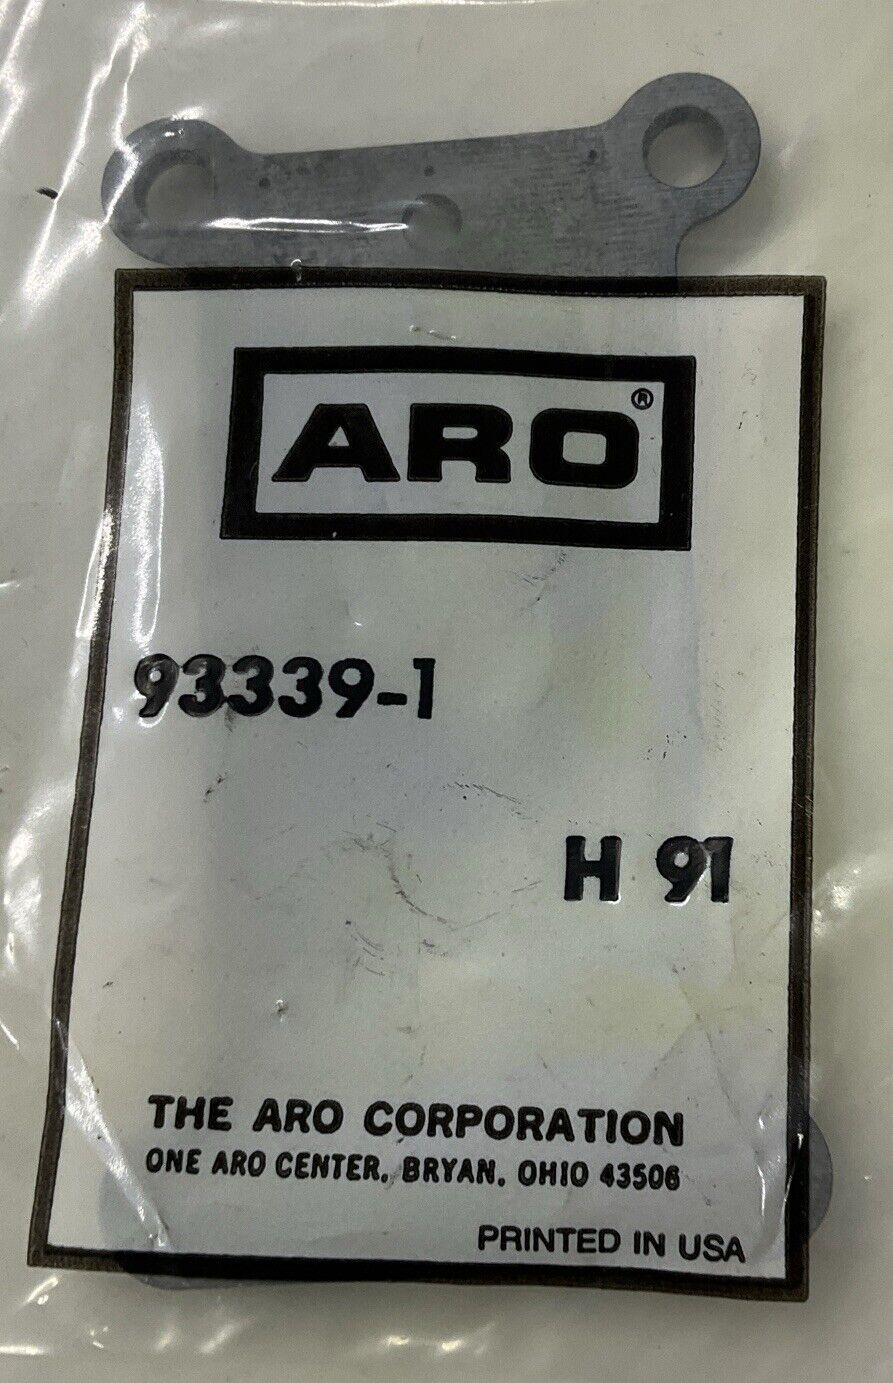 ARO®
93339-1
H 91
THE ARO CORPORATION
ONE ARO CENTER, BRYAN, OHIO 43506
PRINTED IN USA